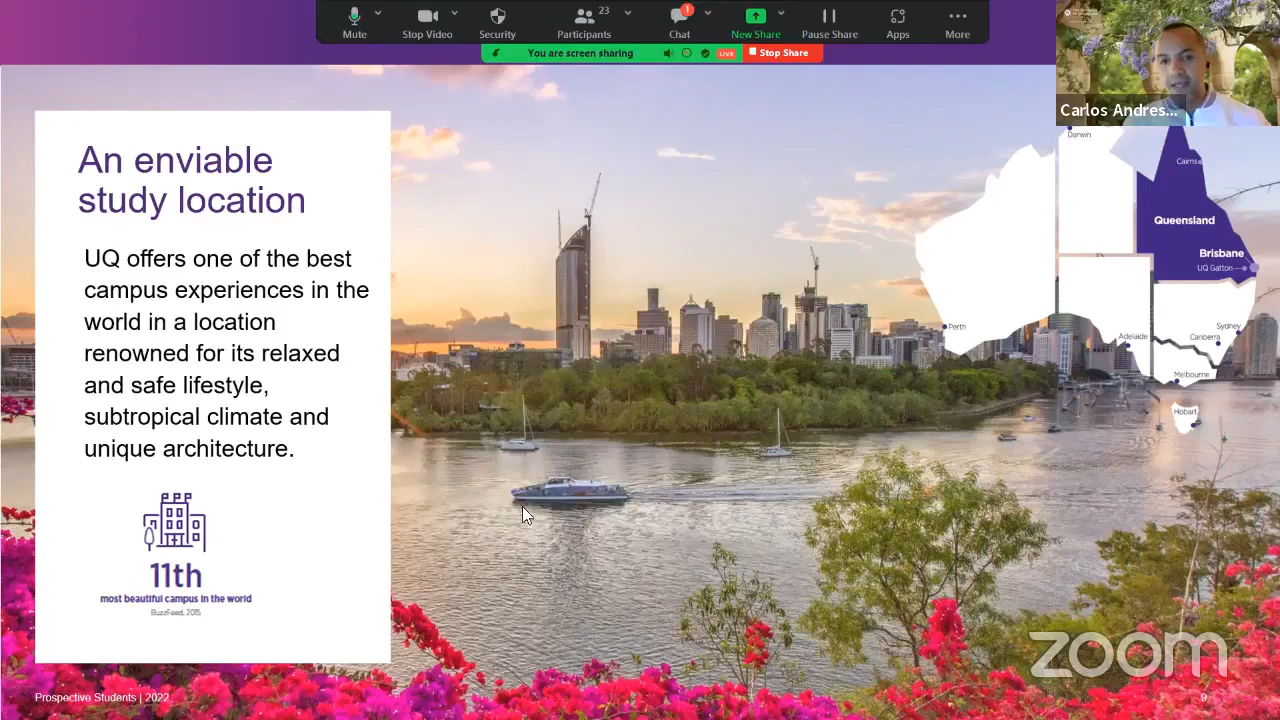 23
1
Mute
Stop Video
Security
Participants
Chat
New Share
Pause Share
Apps
More
You are screen sharing
LIVE
Stop Share
Carlos Andres...
An enviable
study location
UQ offers one of the best
campus experiences in the
world in a location
renowned for its relaxed
and safe lifestyle,
subtropical climate and
unique architecture.
11th
most beautiful campus in the world
BuzzFeed, 2015
Darwin
Cairns
Queensland
Brisbane
UQ Gatton
Perth
Adelaide
Sydney
Canberra
Melbourne
Hobart
zoom
Prospective Students | 2022
9